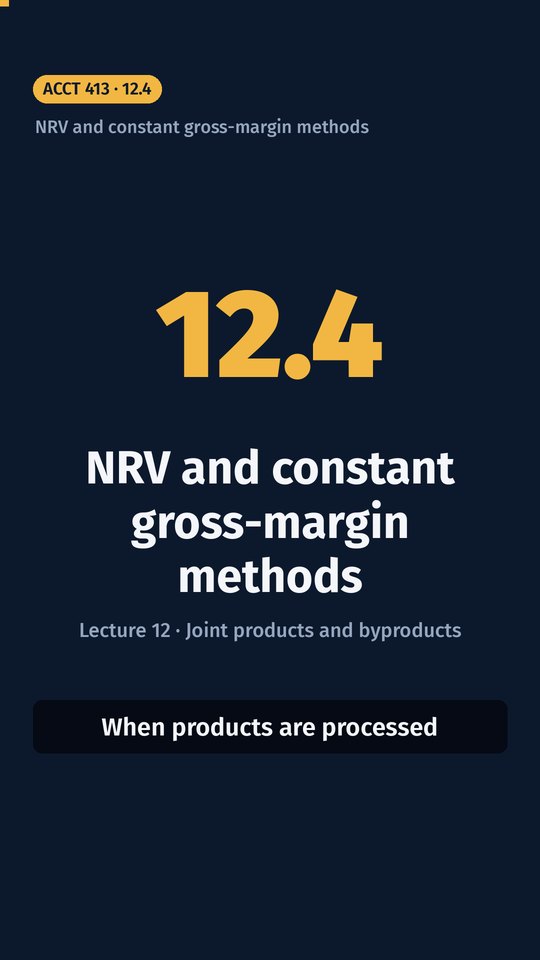 ACCT 413 · 12.4
NRV and constant gross-margin methods
12.4
NRV and constant
gross-margin
methods
Lecture 12 · Joint products and byproducts
When products are processed